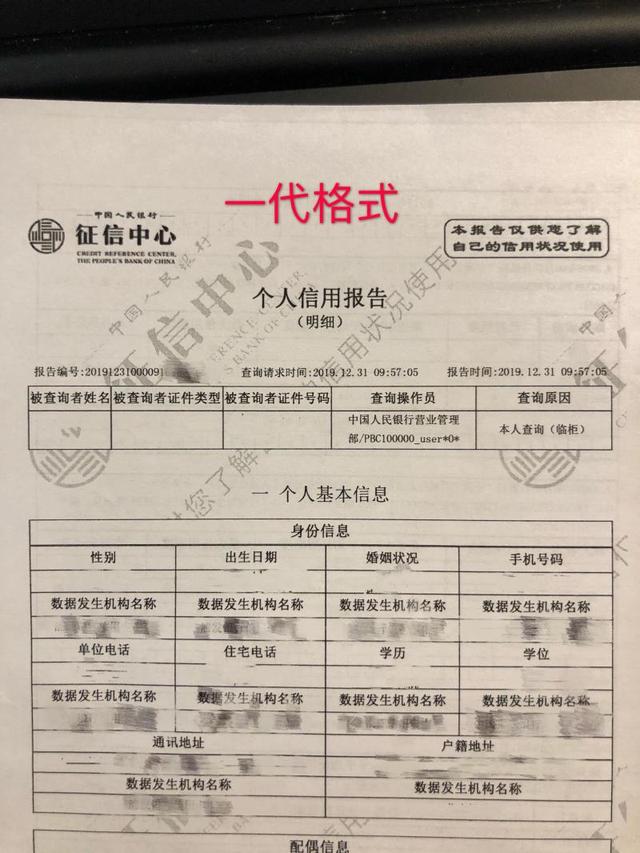 一代格式
中国人民银行
征信中心
CREDIT REFERENCE CENTER,
THE PEOPLE'S BANK OF CHINA
本报告仅供您了解
自己的信用状况使用
个人信用报告
（明细）
报告编号:2019123100009 查询请求时间:2019.12.31 09:57:05 报告时间:2019.12.31 09:57:05
被查询者姓名 被查询者证件类型 被查询者证件号码 查询操作员 查询原因
中国人民银行营业管理
部/PBC100000_user*0* 本人查询（临柜）
一 个人基本信息
身份信息
性别 出生日期 婚姻状况 手机号码
数据发生机构名称 数据发生机构名称 数据发生机构名称 数据发生机构名称
单位电话 住宅电话 学历 学位
数据发生机构名称 数据发生机构名称 数据发生机构名称 数据发生机构名称
通讯地址 户籍地址
数据发生机构名称 数据发生机构名称
配偶信息